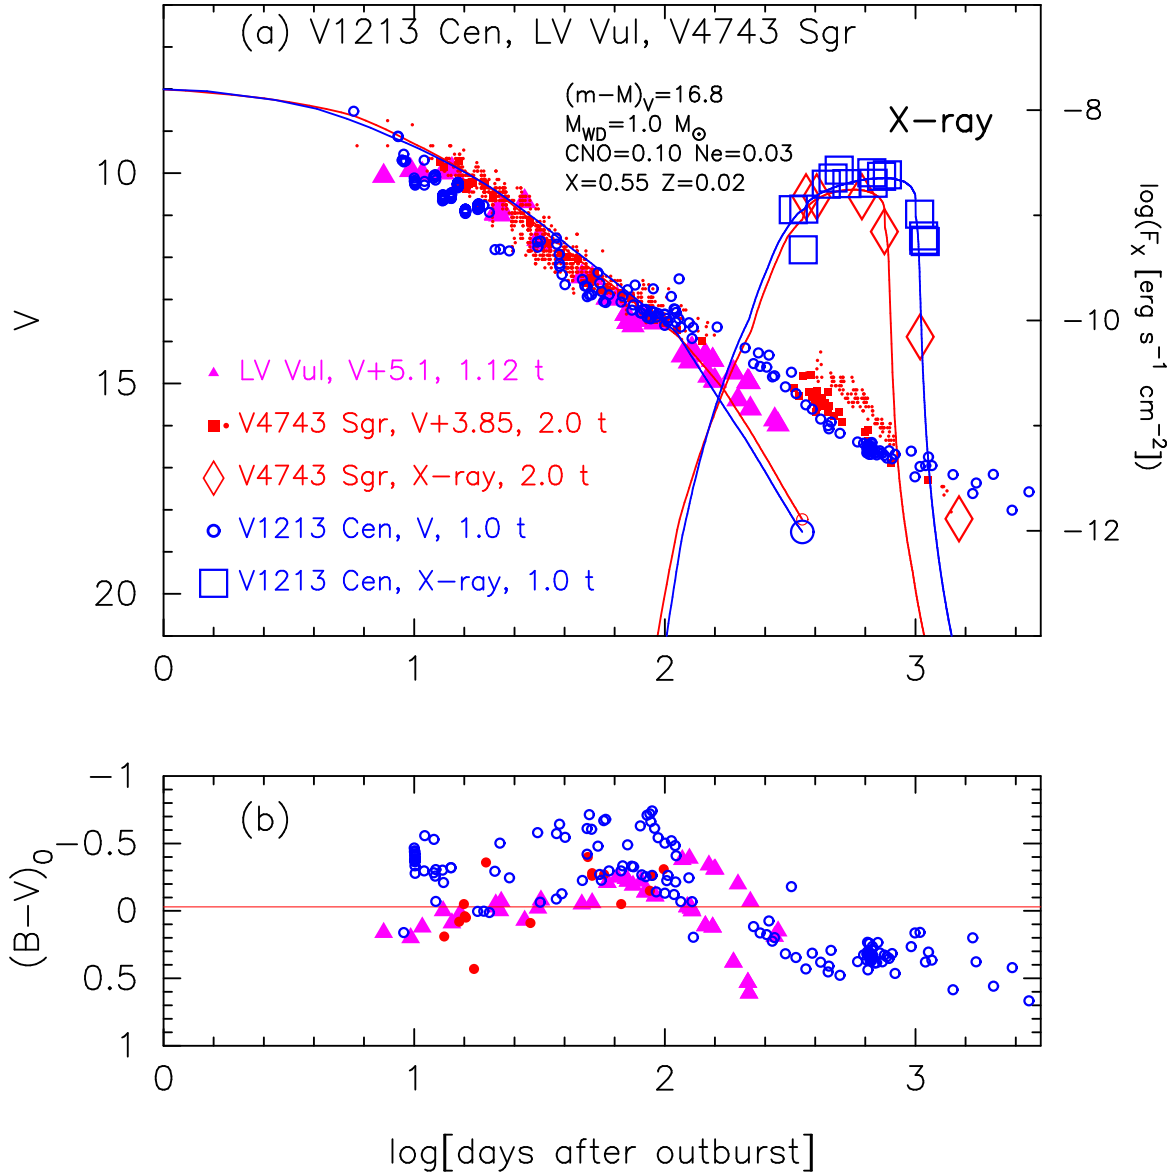 (a) V1213 Cen, LV Vul, V4743 Sgr
(m−M)V=16.8
MWD=1.0 M⊙
CNO=0.10 Ne=0.03
X=0.55 Z=0.02
X−ray
V
10
15
20
−8
−10
−12
log(FX [erg s−1 cm−2])
LV Vul, V+5.1, 1.12 t
V4743 Sgr, V+3.85, 2.0 t
V4743 Sgr, X−ray, 2.0 t
V1213 Cen, V, 1.0 t
V1213 Cen, X−ray, 1.0 t
0 1 2 3
(b)
(B−V)0
−1
−0.5
0
0.5
1
0 1 2 3
log[days after outburst]